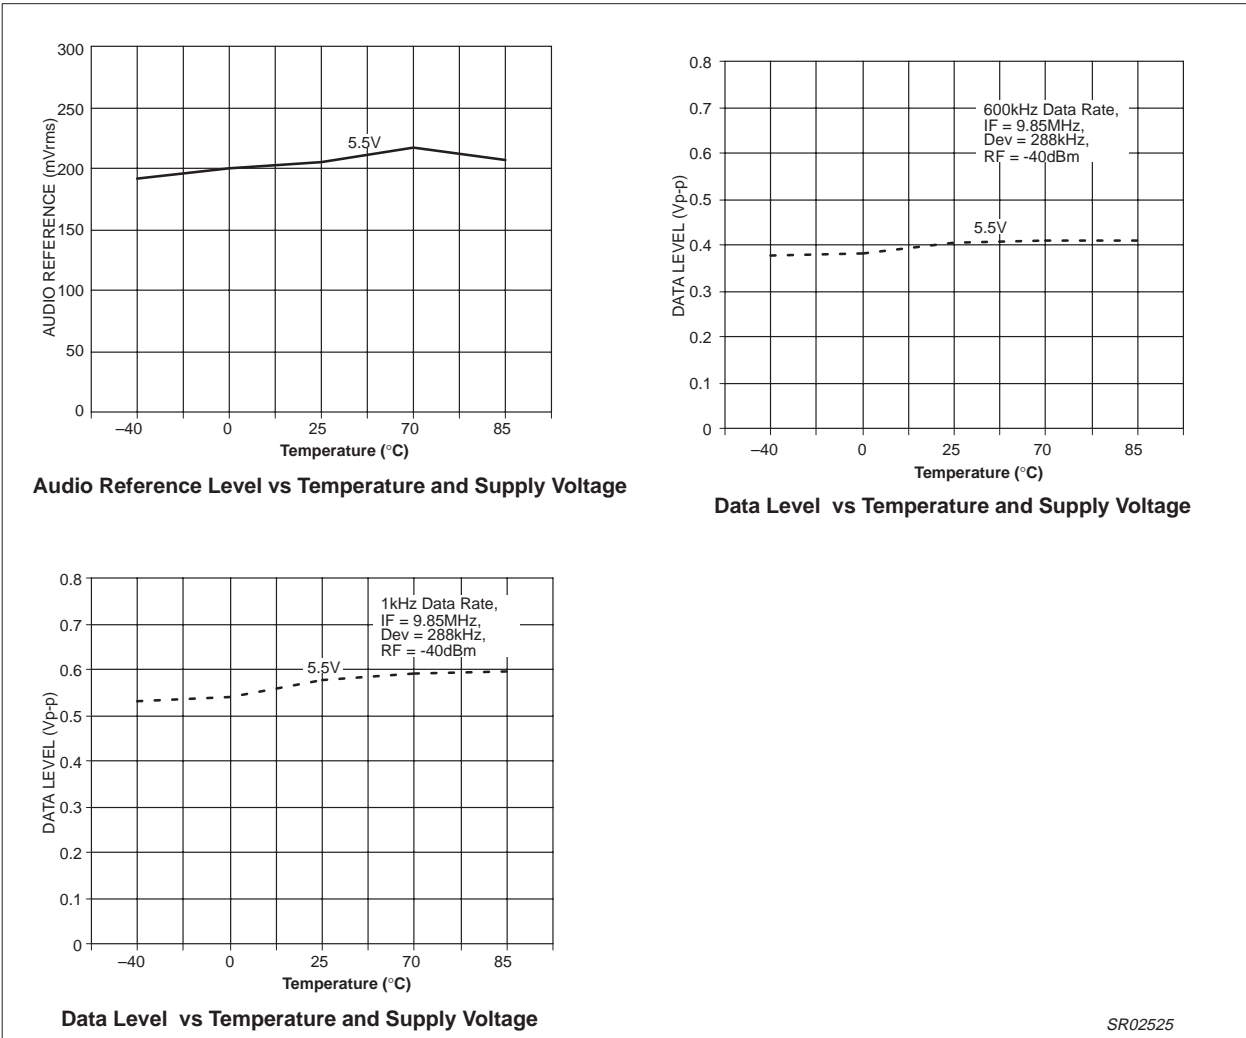 300
250
200
150
100
50
0
AUDIO REFERENCE (mVrms)
5.5V
–40 0 25 70 85
Temperature (°C)
Audio Reference Level vs Temperature and Supply Voltage
0.8
0.7
0.6
0.5
0.4
0.3
0.2
0.1
0
DATA LEVEL (Vp-p)
600kHz Data Rate,
IF = 9.85MHz,
Dev = 288kHz,
RF = -40dBm
5.5V
–40 0 25 70 85
Temperature (°C)
Data Level vs Temperature and Supply Voltage
0.8
0.7
0.6
0.5
0.4
0.3
0.2
0.1
0
DATA LEVEL (Vp-p)
1kHz Data Rate,
IF = 9.85MHz,
Dev = 288kHz,
RF = -40dBm
5.5V
–40 0 25 70 85
Temperature (°C)
Data Level vs Temperature and Supply Voltage
SR02525